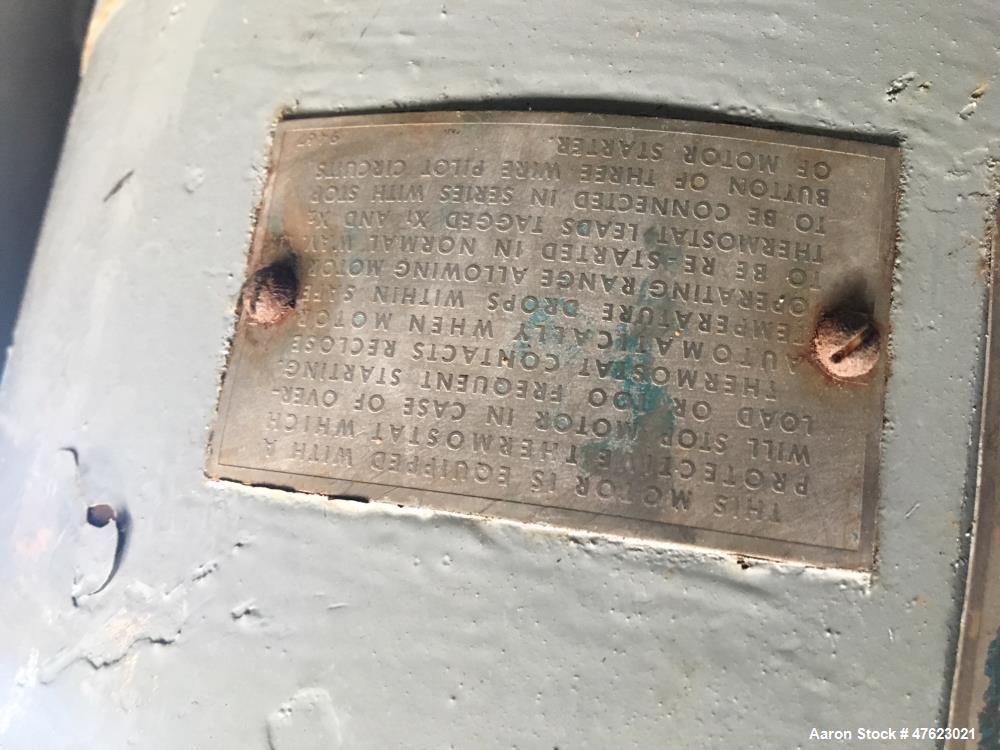 THIS MOTOR IS EQUIPPED WITH A
PROTECTIVE THERMOSTAT WHICH
WILL STOP MOTOR IN CASE OF OVER-
LOAD OR TOO FREQUENT STARTING.
THERMOSTAT CONTACTS RECLOSE
AUTOMATICALLY WHEN MOTOR
TEMPERATURE DROPS WITHIN SAFE
OPERATING RANGE ALLOWING MOTOR
TO BE RE-STARTED IN NORMAL WAY.
THERMOSTAT LEADS TAGGED X1 AND X2
TO BE CONNECTED IN SERIES WITH STOP
BUTTON OF THREE WIRE PILOT CIRCUITS
OF MOTOR STARTER.
Aaron Stock # 47623021